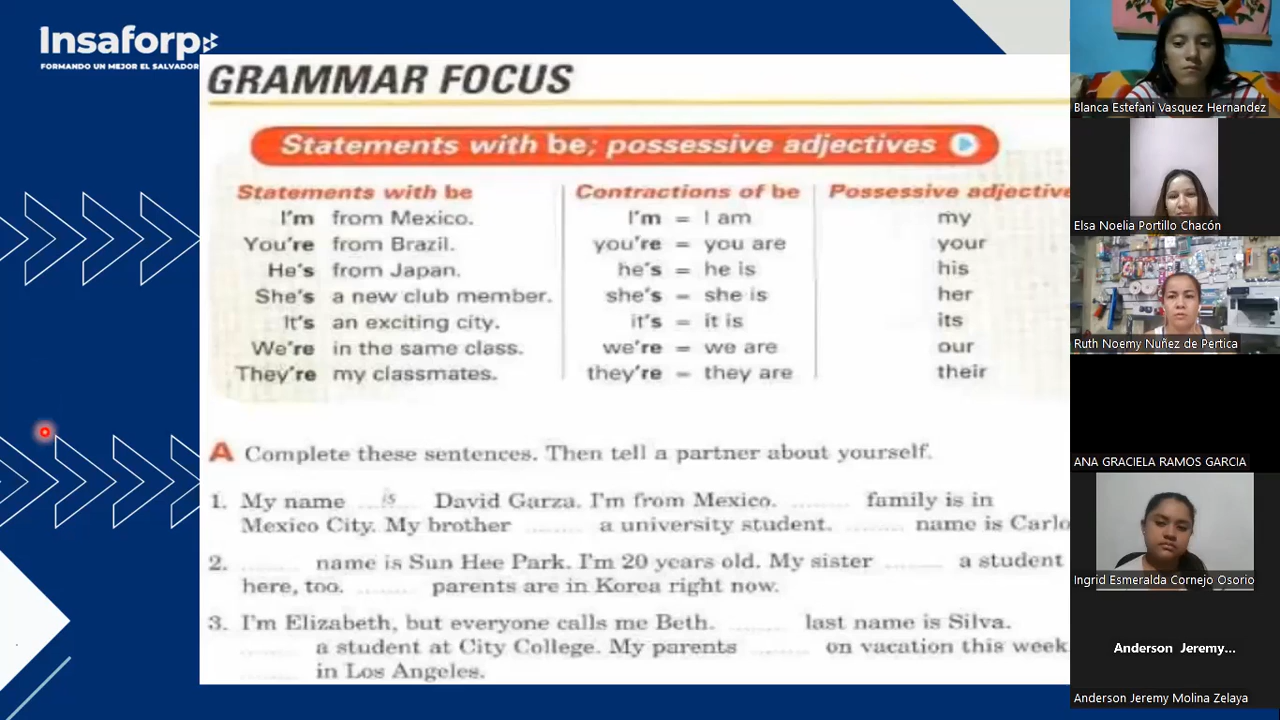 Insaforp
FORMANDO UN MEJOR EL SALVADOR
GRAMMAR FOCUS
Statements with be; possessive adjectives
Statements with be
I'm from Mexico.
You're from Brazil.
He's from Japan.
She's a new club member.
It's an exciting city.
We're in the same class.
They're my classmates.
Contractions of be
I'm = I am
you're = you are
he's = he is
she's = she is
it's = it is
we're = we are
they're = they are
Possessive adjective
my
your
his
her
its
our
their
A Complete these sentences. Then tell a partner about yourself.
1. My name is David Garza. I'm from Mexico. ........ family is in
Mexico City. My brother ........ a university student. ........ name is Carlo
2. ........ name is Sun Hee Park. I'm 20 years old. My sister ........ a student
here, too. ........ parents are in Korea right now.
3. I'm Elizabeth, but everyone calls me Beth. ........ last name is Silva.
........ a student at City College. My parents ........ on vacation this week
........ in Los Angeles.
Blanca Estefani Vasquez Hernandez
Elsa Noelia Portillo Chacón
Ruth Noemy Nuñez de Pertica
ANA GRACIELA RAMOS GARCIA
Ingrid Esmeralda Cornejo Osorio
Anderson Jeremy...
Anderson Jeremy Molina Zelaya